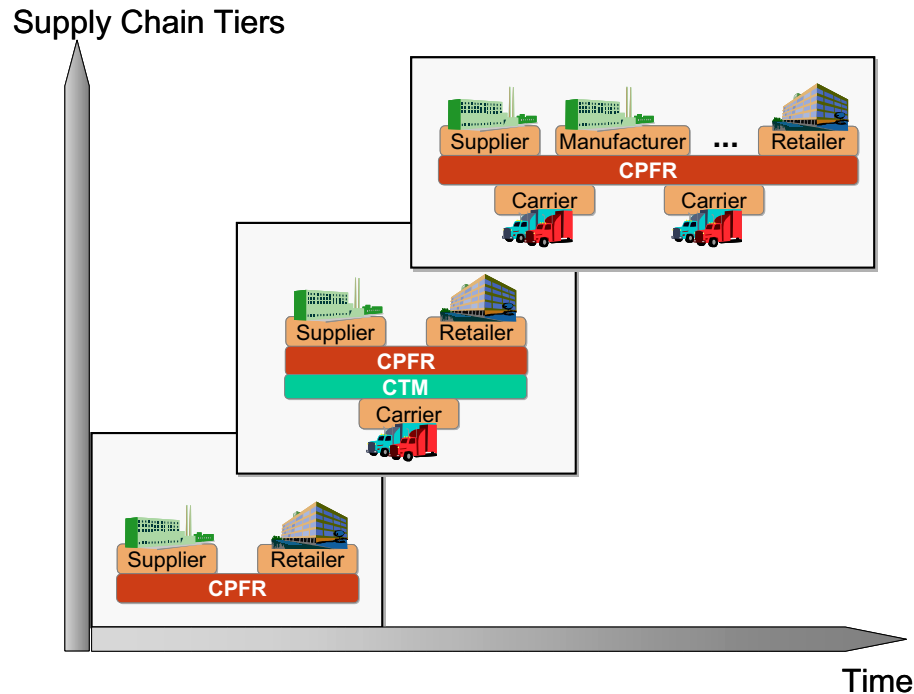 Supply Chain Tiers
Supplier Manufacturer ... Retailer
CPFR
Carrier Carrier
Supplier Retailer
CPFR
CTM
Carrier
Supplier Retailer
CPFR
Time